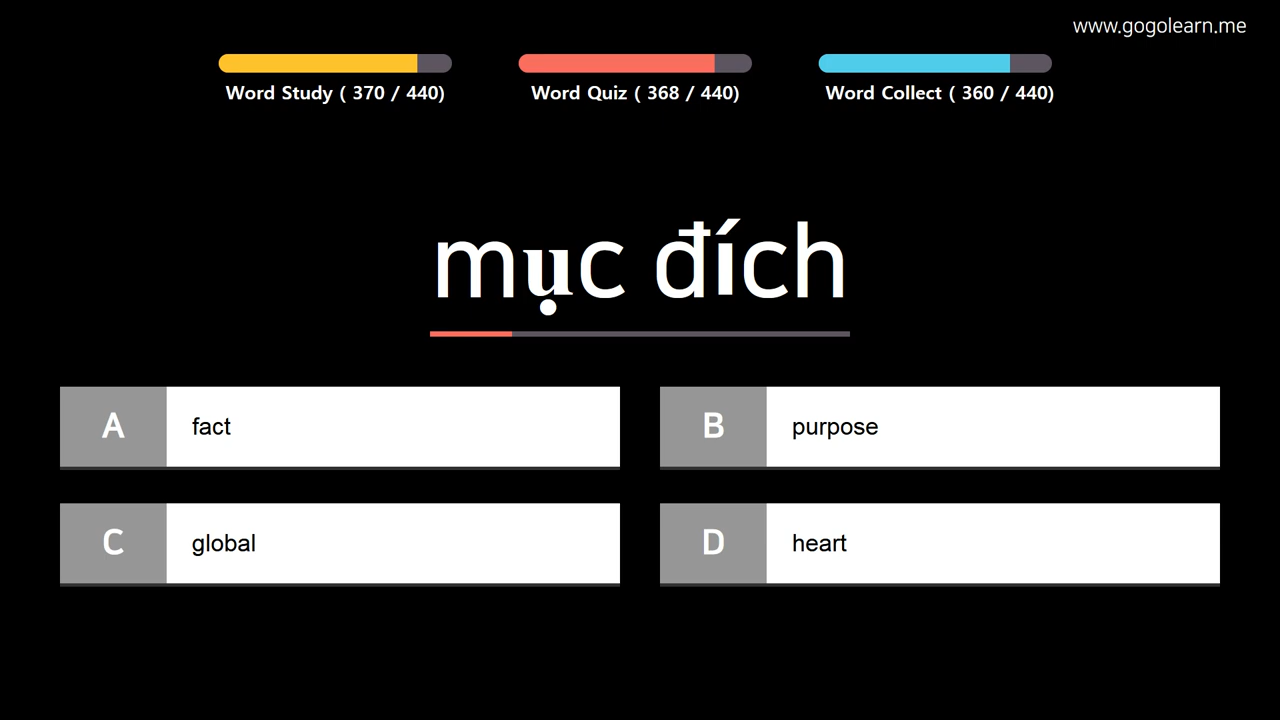 www.gogolearn.me
Word Study ( 370 / 440)
Word Quiz ( 368 / 440)
Word Collect ( 360 / 440)
mục đích
A fact
B purpose
C global
D heart